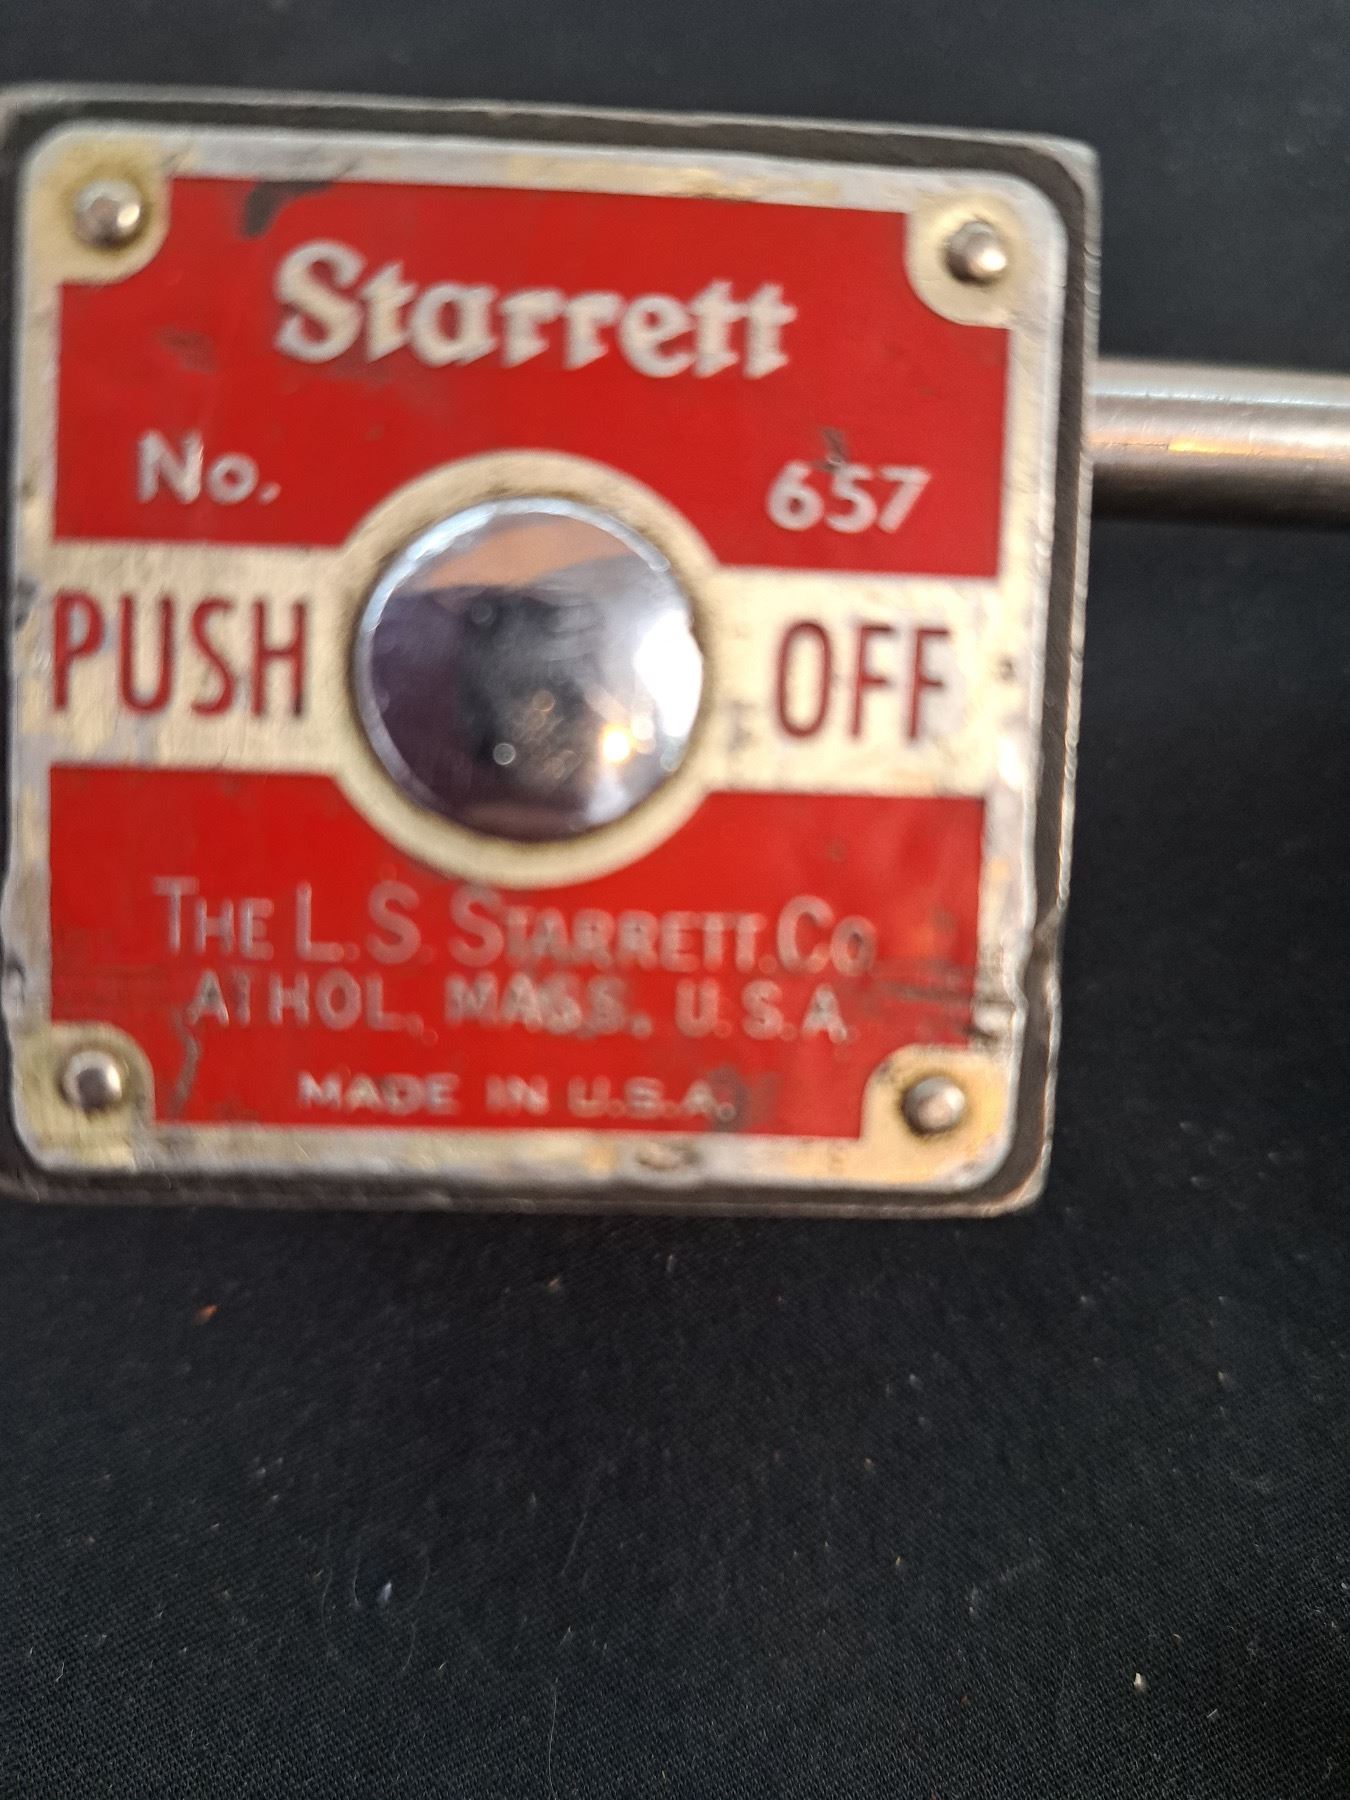 Starrett
No. 657
PUSH OFF
THE L.S. STARRETT.CO
ATHOL, MASS. U.S.A.
MADE IN U.S.A.